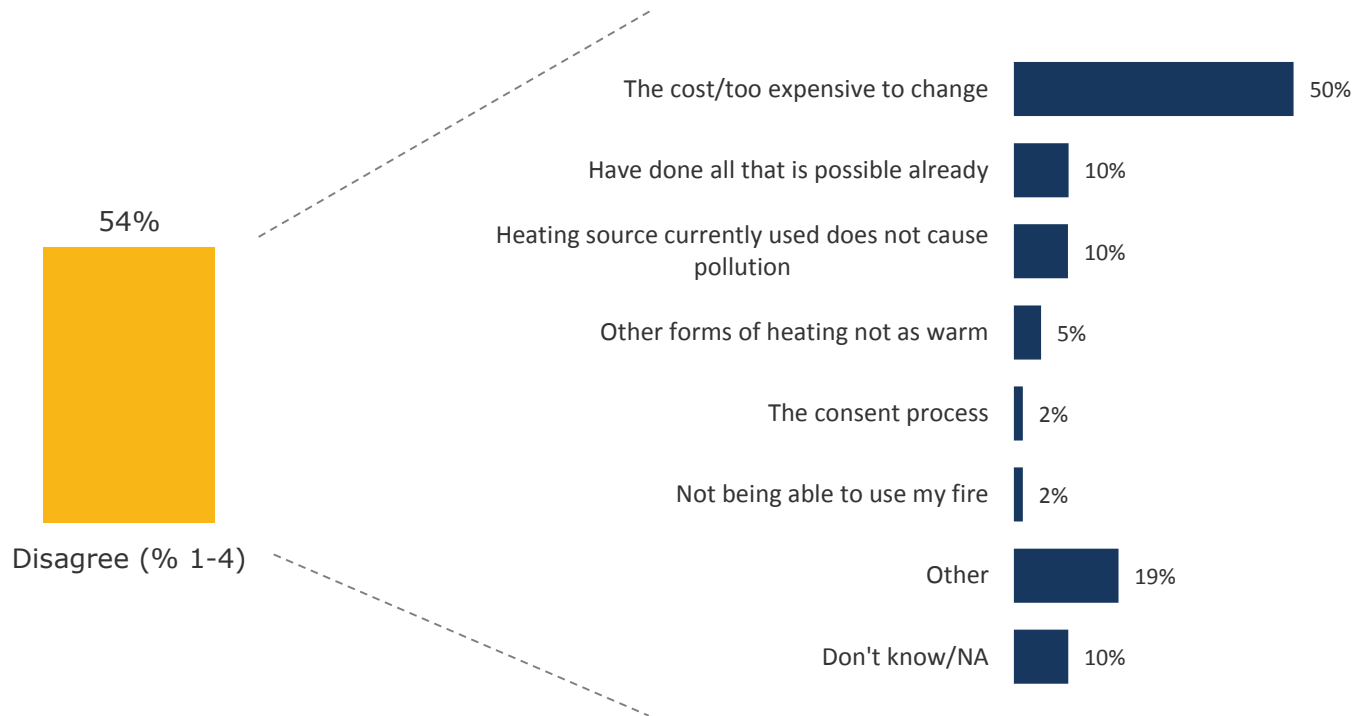 54%
Disagree (% 1-4)
The cost/too expensive to change
50%
Have done all that is possible already
10%
Heating source currently used does not cause
pollution
10%
Other forms of heating not as warm
5%
The consent process
2%
Not being able to use my fire
2%
Other
19%
Don't know/NA
10%